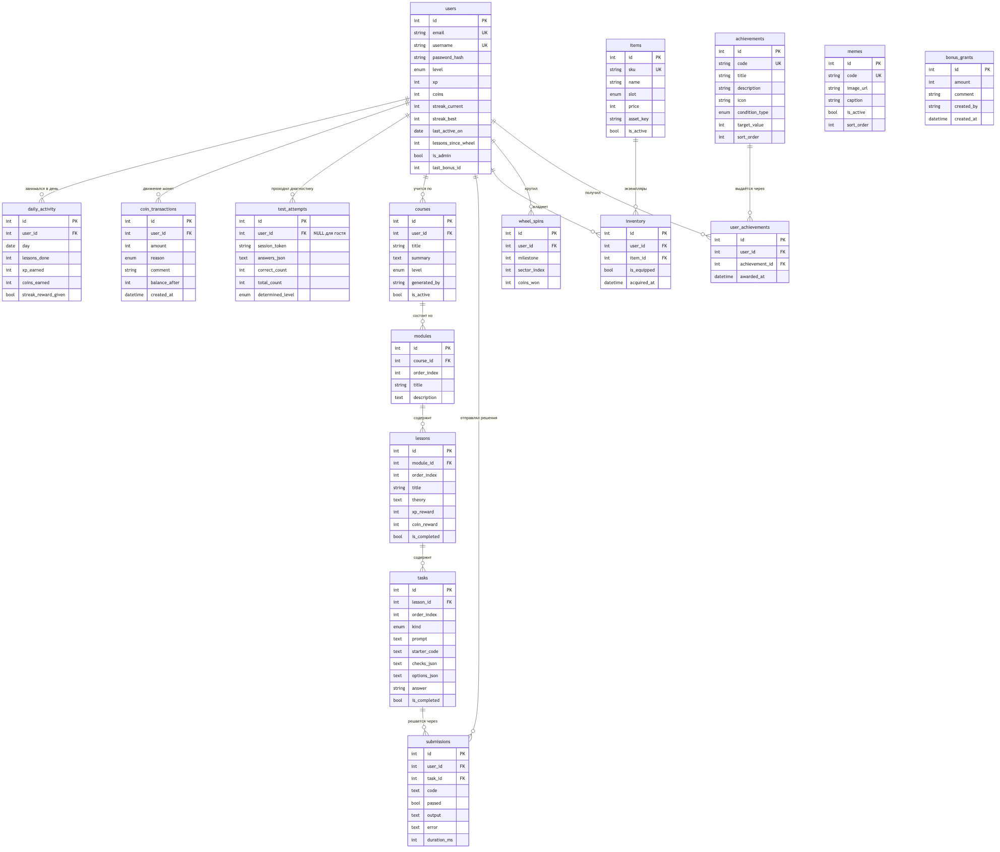 users
int id PK
string email UK
string username UK
string password_hash
enum level
int xp
int coins
int streak_current
int streak_best
date last_active_on
int lessons_since_wheel
bool is_admin
int last_bonus_id
items
int id PK
string sku UK
string name
enum slot
int price
string asset_key
bool is_active
achievements
int id PK
string code UK
string title
string description
string icon
enum condition_type
int target_value
int sort_order
memes
int id PK
string code UK
string image_url
string caption
bool is_active
int sort_order
bonus_grants
int id PK
int amount
string comment
string created_by
datetime created_at
занимался в день
движение монет
проходил диагностику
учится по
крутил
владеет
получил
экземпляры
выдаётся через
daily_activity
int id PK
int user_id FK
date day
int lessons_done
int xp_earned
int coins_earned
bool streak_reward_given
coin_transactions
int id PK
int user_id FK
int amount
enum reason
string comment
int balance_after
datetime created_at
test_attempts
int id PK
int user_id FK NULL для гостя
string session_token
text answers_json
int correct_count
int total_count
enum determined_level
courses
int id PK
int user_id FK
string title
text summary
enum level
string generated_by
bool is_active
wheel_spins
int id PK
int user_id FK
int milestone
int sector_index
int coins_won
inventory
int id PK
int user_id FK
int item_id FK
bool is_equipped
datetime acquired_at
user_achievements
int id PK
int user_id FK
int achievement_id FK
datetime awarded_at
состоит из
modules
int id PK
int course_id FK
int order_index
string title
text description
содержит
отправлял решения
lessons
int id PK
int module_id FK
int order_index
string title
text theory
int xp_reward
int coin_reward
bool is_completed
содержит
tasks
int id PK
int lesson_id FK
int order_index
enum kind
text prompt
text starter_code
text checks_json
text options_json
string answer
bool is_completed
решается через
submissions
int id PK
int user_id FK
int task_id FK
text code
bool passed
text output
text error
int duration_ms